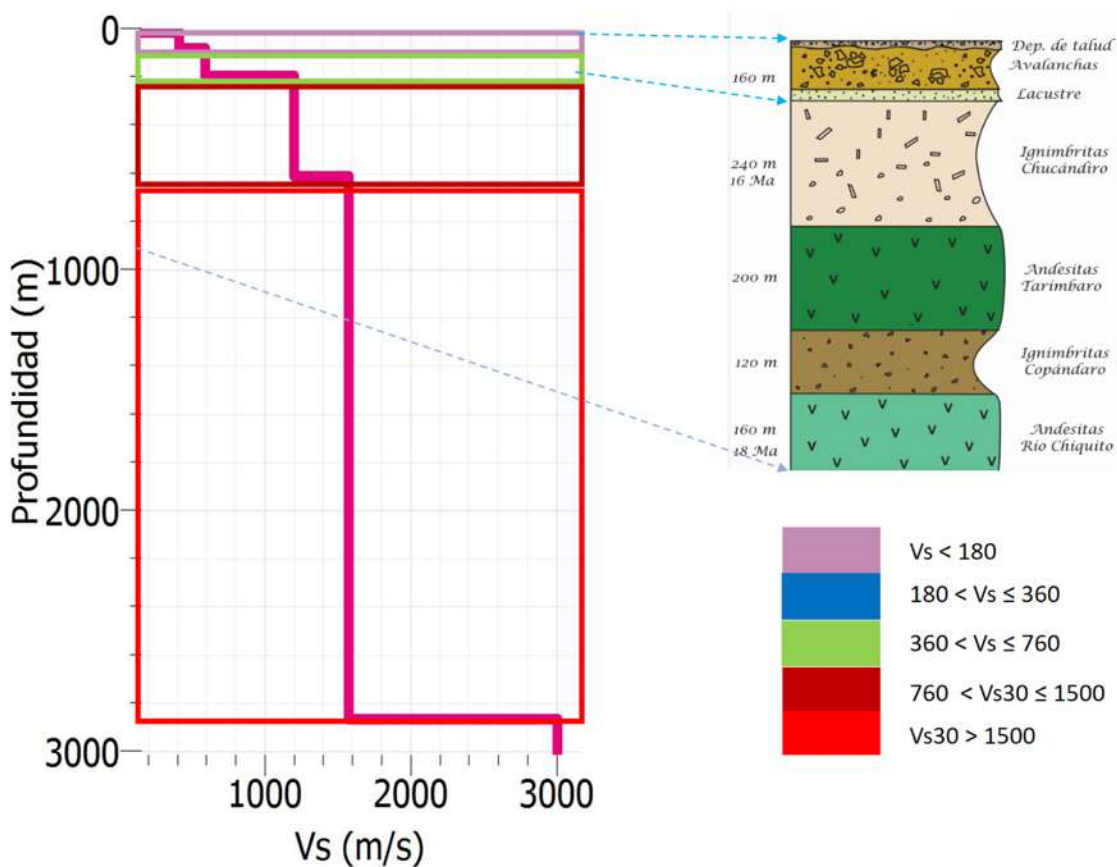 0
1000
2000
3000
Profundidad (m)
1000
2000
3000
Vs (m/s)
Dep. de talud
Avalanchas
160 m
Lacustre
240 m
16 Ma
Ignimbritas
Chucándiro
200 m
Andesitas
Tarímbaro
120 m
Ignimbritas
Copándaro
160 m
18 Ma
Andesitas
Río Chiquito
Vs < 180
180 < Vs ≤ 360
360 < Vs ≤ 760
760 < Vs30 ≤ 1500
Vs30 > 1500